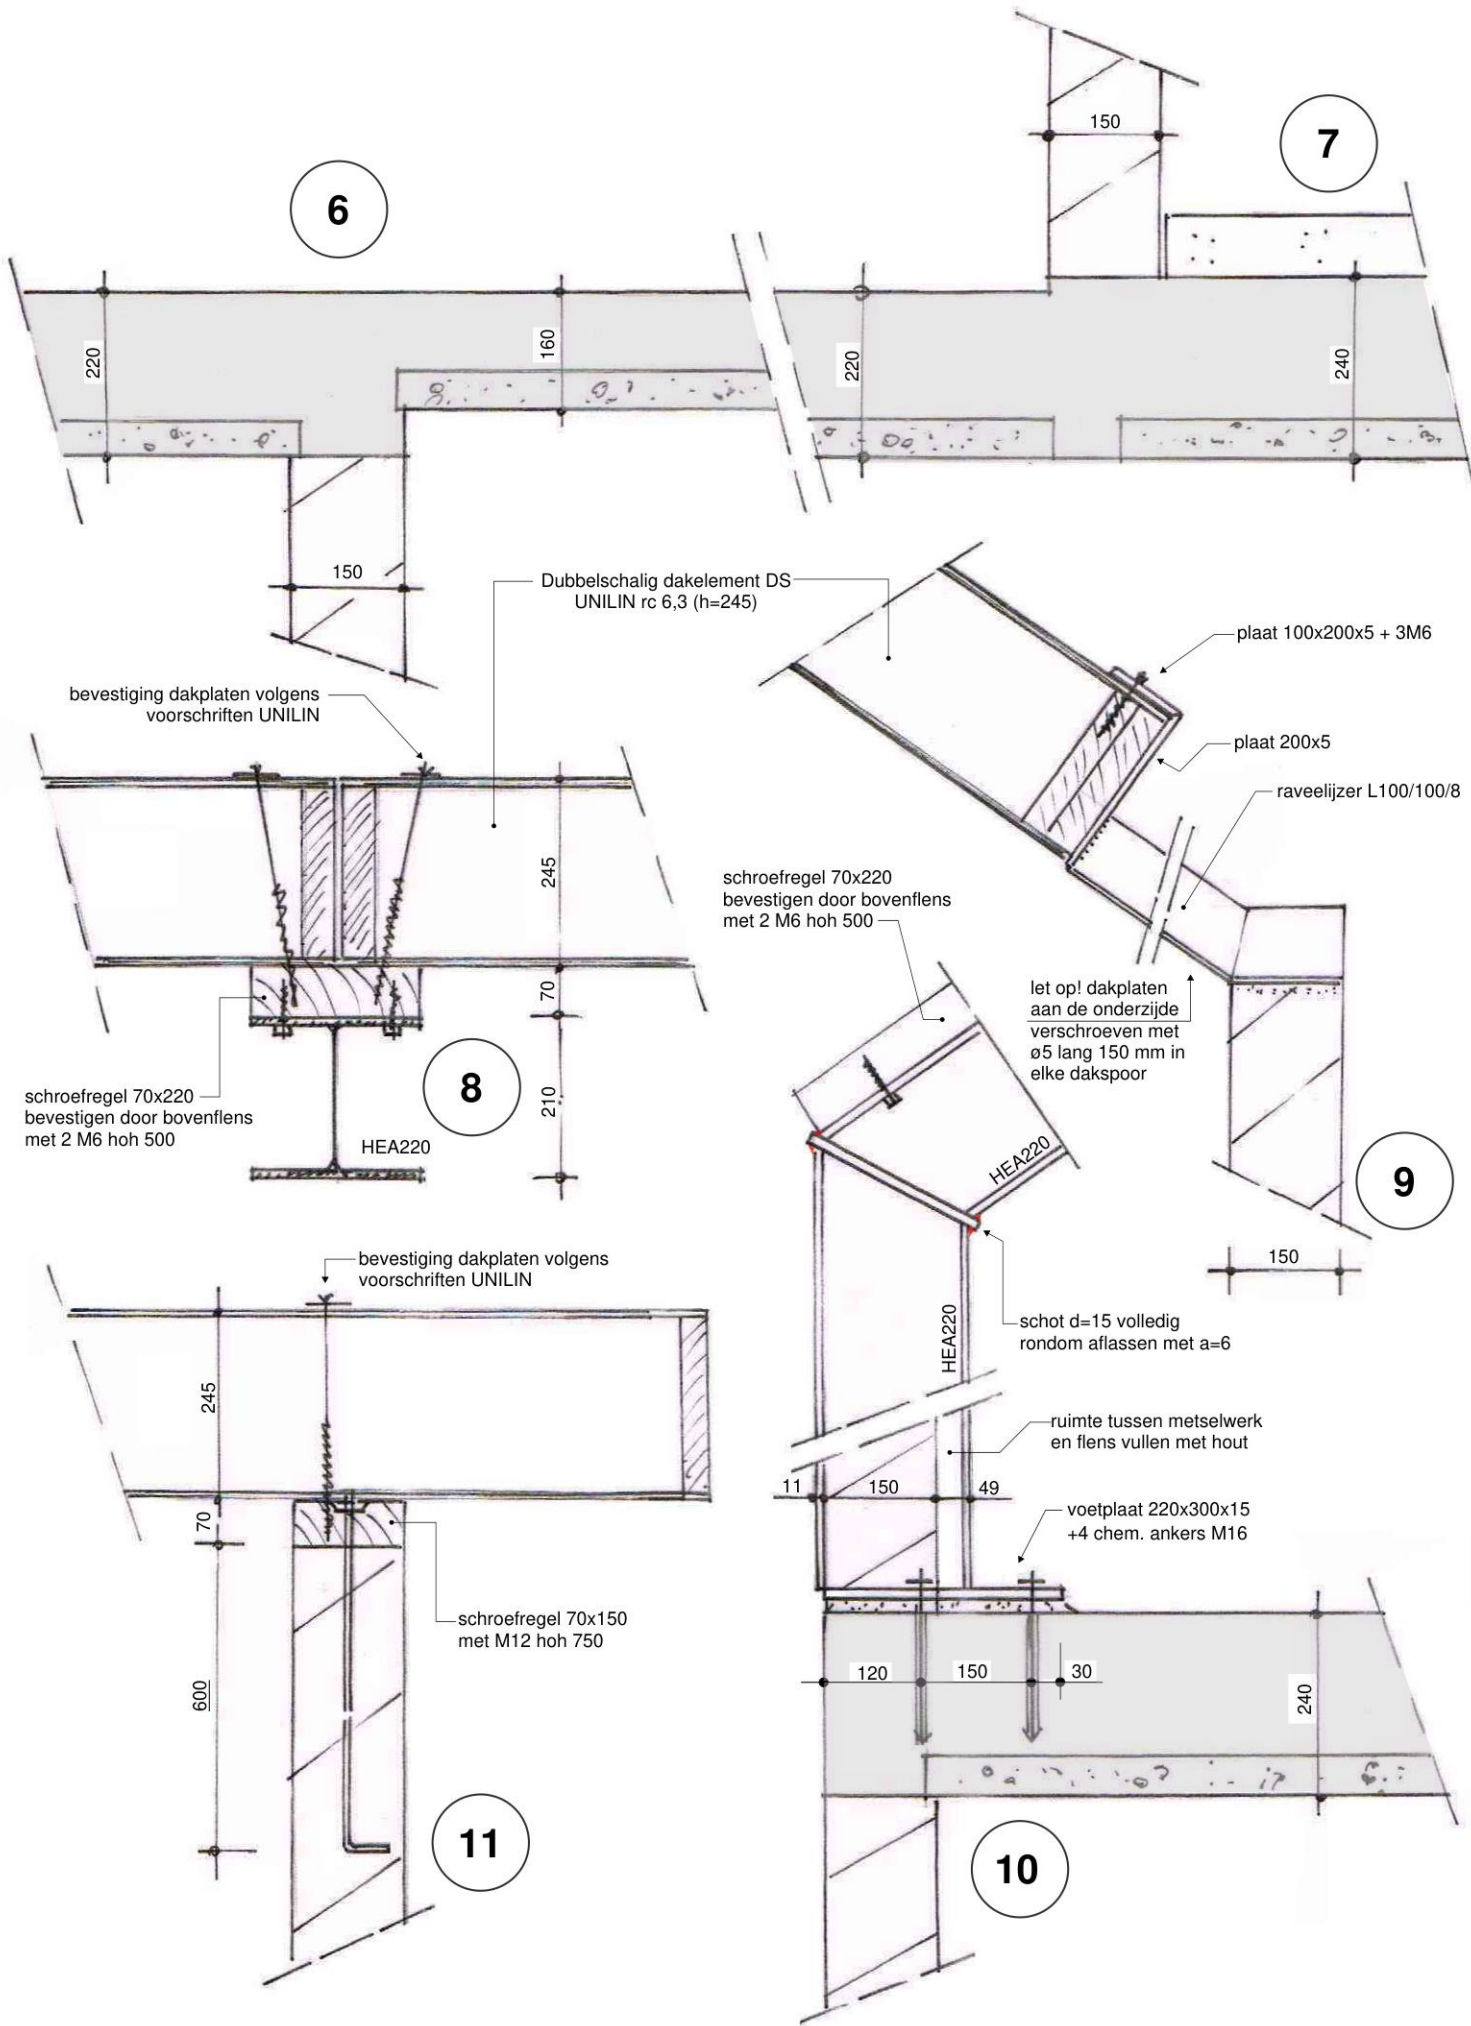 6
7
150
220
160
220
240
150
Dubbelschalig dakelement DS
UNILIN rc 6,3 (h=245)
plaat 100x200x5 + 3M6
bevestiging dakplaten volgens
voorschriften UNILIN
plaat 200x5
raveelijzer L100/100/8
245
70
210
schroefregel 70x220
bevestigen door bovenflens
met 2 M6 hoh 500
HEA220
8
schroefregel 70x220
bevestigen door bovenflens
met 2 M6 hoh 500
let op! dakplaten
aan de onderzijde
verschroeven met
ø5 lang 150 mm in
elke dakspoor
9
150
HEA220
HEA220
schot d=15 volledig
rondom aflassen met a=6
ruimte tussen metselwerk
en flens vullen met hout
11
150
49
voetplaat 220x300x15
+4 chem. ankers M16
120
150
30
240
10
bevestiging dakplaten volgens
voorschriften UNILIN
245
70
600
schroefregel 70x150
met M12 hoh 750
11